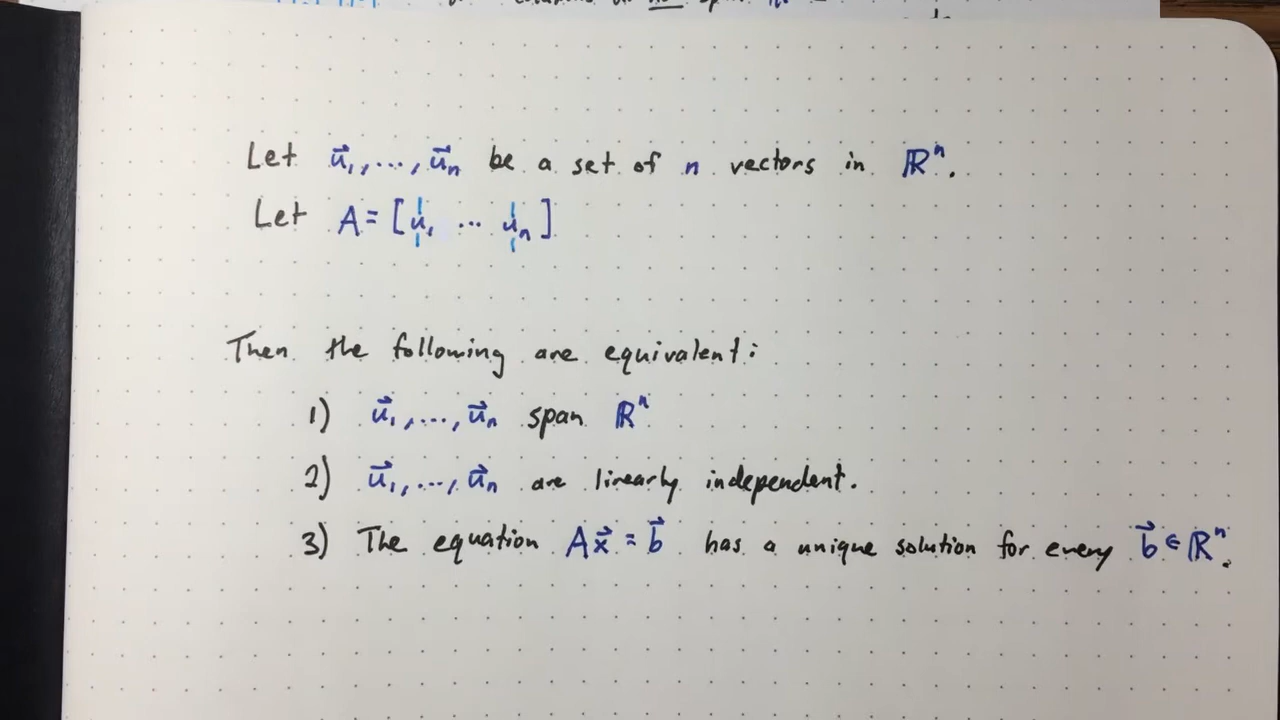 Let u⃗₁, ..., u⃗ₙ be a set of n vectors in ℝⁿ.
Let A = [u₁ ... uₙ]
Then the following are equivalent:
1) u⃗₁, ..., u⃗ₙ span ℝⁿ
2) u⃗₁, ..., u⃗ₙ are linearly independent.
3) The equation Ax⃗ = b⃗ has a unique solution for every b⃗ ∈ ℝⁿ.